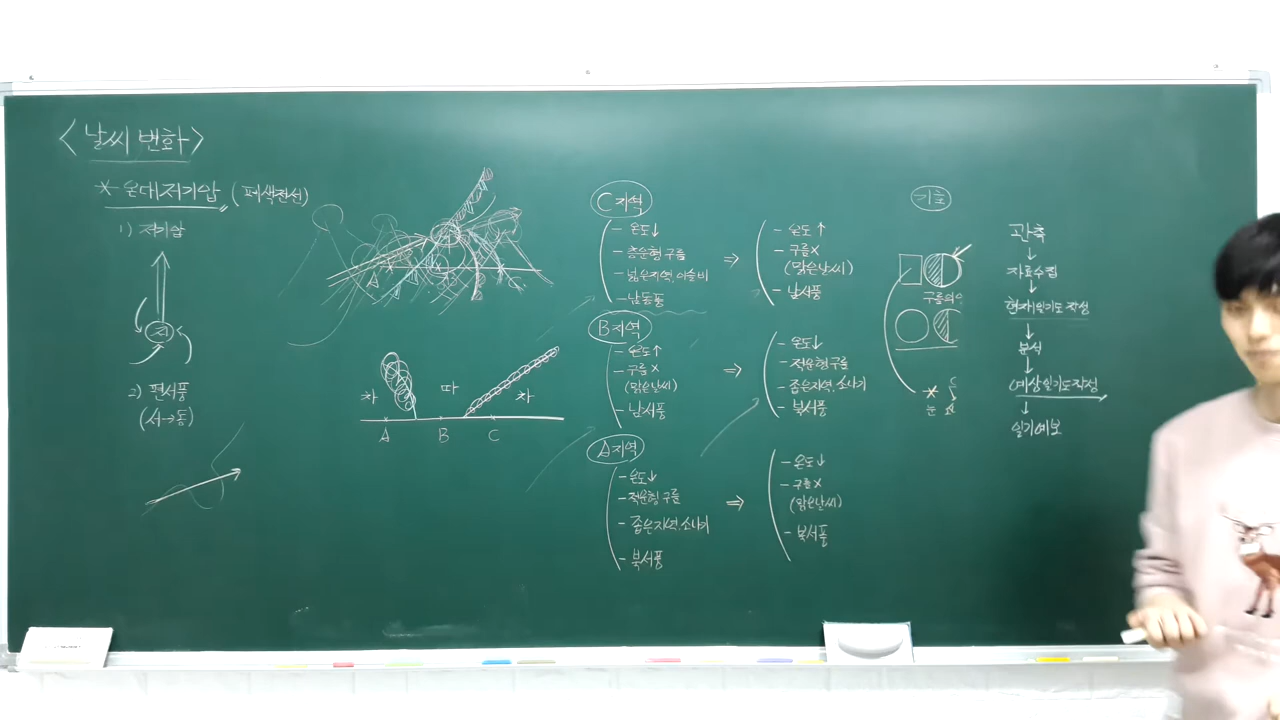 <날씨 변화>
* 온대저기압 (폐색전선)
1) 저기압
저
2) 편서풍
(서→동)
차
따
차
A B C
C 지역
- 온도↓
- 층운형 구름
- 넓은지역, 이슬비
- 남동풍
⇒
- 온도↑
- 구름×
(맑은날씨)
- 남서풍
B 지역
- 온도↑
- 구름×
(맑은날씨)
- 남서풍
⇒
- 온도↓
- 적운형구름
- 좁은지역, 소나기
- 북서풍
A 지역
- 온도↓
- 적운형 구름
- 좁은지역, 소나기
- 북서풍
⇒
- 온도↓
- 구름×
(맑은날씨)
- 북서풍
기호
구름의
눈
관측
↓
자료수집
↓
현재일기도 작성
↓
분석
↓
예상일기도작성
↓
일기예보